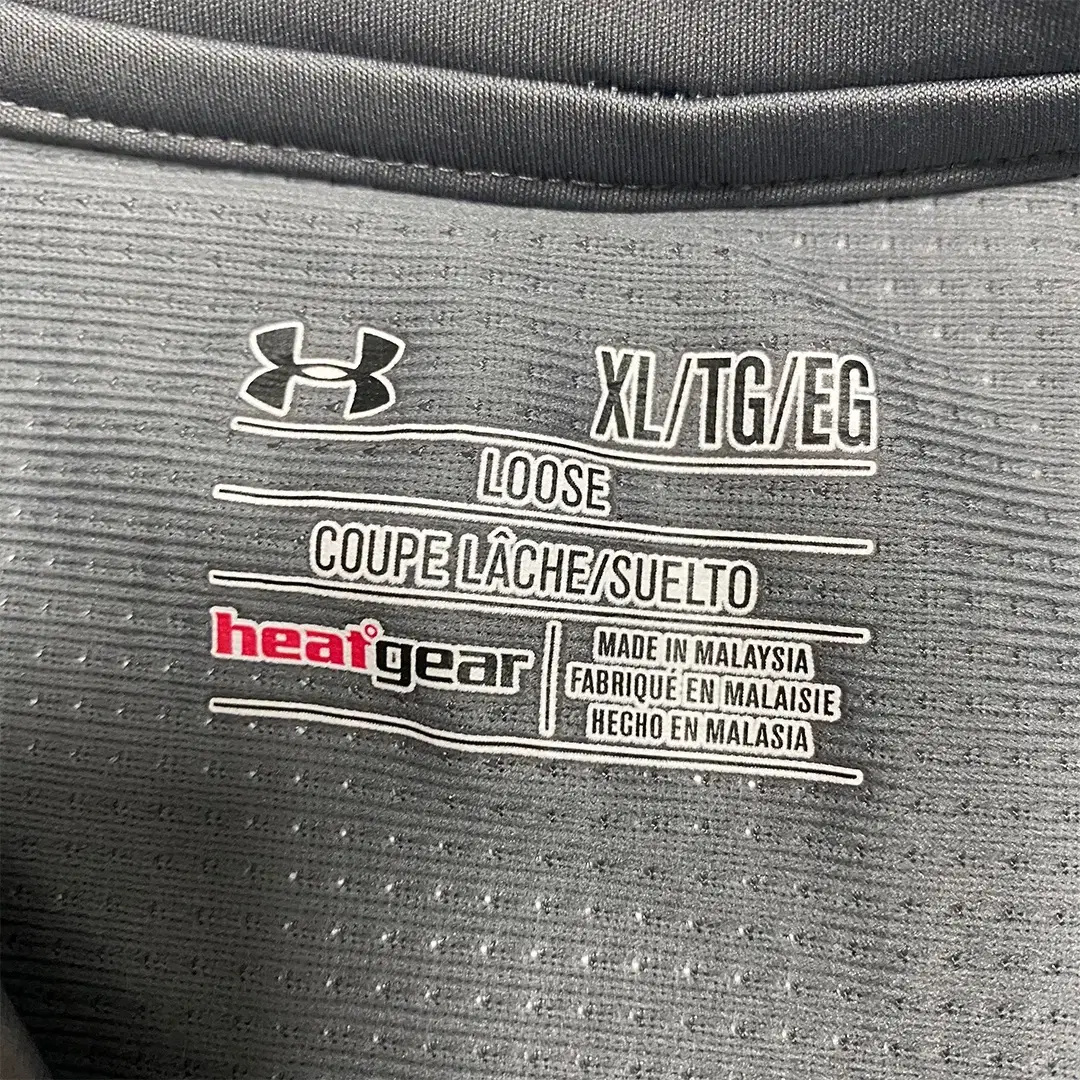 XL/TG/EG
LOOSE
COUPE LÂCHE/SUELTO
heatgear
MADE IN MALAYSIA
FABRIQUÉ EN MALAISIE
HECHO EN MALASIA